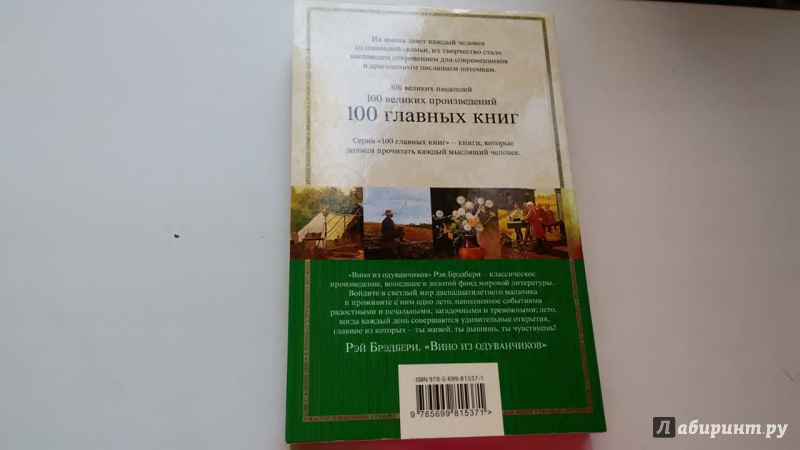 Их имена знает каждый человек
со школьной скамьи, их творчество стало
настоящим откровением для современников
и драгоценным посланием потомкам.
100 великих писателей
100 великих произведений
100 главных книг
Серия «100 главных книг» – книги, которые
должен прочитать каждый мыслящий человек.
«Вино из одуванчиков» Рэя Брэдбери – классическое
произведение, вошедшее в золотой фонд мировой литературы.
Войдите в светлый мир двенадцатилетнего мальчика
и проживите с ним одно лето, наполненное событиями
радостными и печальными, загадочными и тревожными; лето,
когда каждый день совершаются удивительные открытия,
главное из которых – ты живой, ты дышишь, ты чувствуешь!
Рэй Брэдбери. «Вино из одуванчиков»
ISBN 978-5-699-81537-1
9 785699 815371 >
Лабиринт.ру